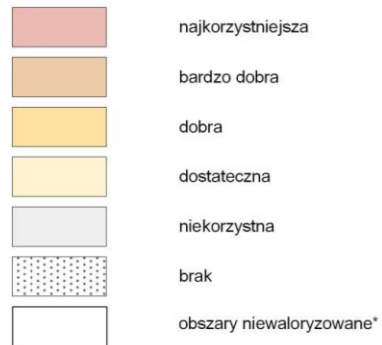 najkorzystniejsza
bardzo dobra
dobra
dostateczna
niekorzystna
brak
obszary niewaloryzowane*